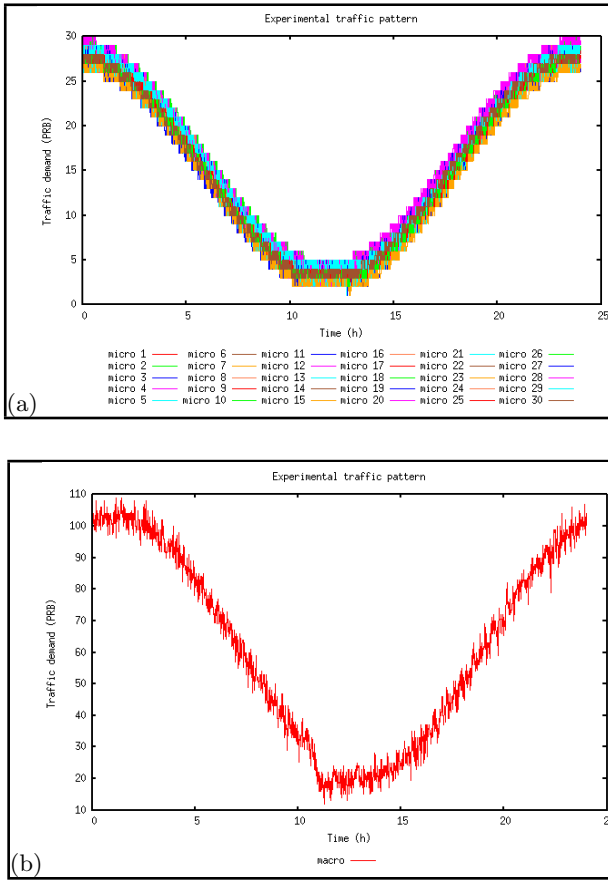 Experimental traffic pattern
30
25
20
15
10
5
0
Traffic demand (PRB)
0 5 10 15 20 25
Time (h)
micro 1 micro 6 micro 11 micro 16 micro 21 micro 26
micro 2 micro 7 micro 12 micro 17 micro 22 micro 27
micro 3 micro 8 micro 13 micro 18 micro 23 micro 28
micro 4 micro 9 micro 14 micro 19 micro 24 micro 29
micro 5 micro 10 micro 15 micro 20 micro 25 micro 30
(a)
Experimental traffic pattern
110
100
90
80
70
60
50
40
30
20
10
Traffic demand (PRB)
0 5 10 15 20 2
Time (h)
macro
(b)